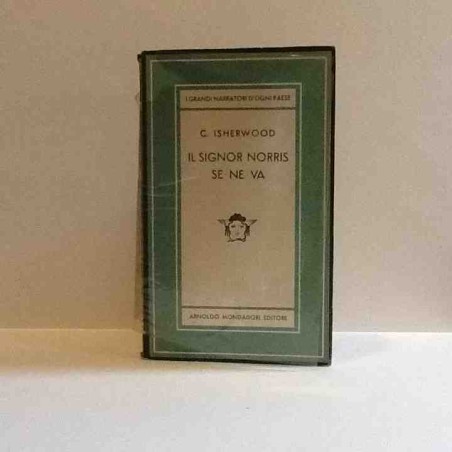 I GRANDI NARRATORI D'OGNI PAESE
C. ISHERWOOD
IL SIGNOR NORRIS
SE NE VA
ARNOLDO MONDADORI EDITORE